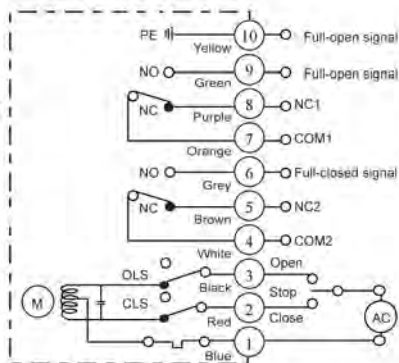 PE Yellow 10 Full-open signal
NO Green 9 Full-open signal
NC Purple 8 NC1
Orange 7 COM1
NO Grey 6 Full-closed signal
NC Brown 5 NC2
White 4 COM2
OLS Black 3 Open
Stop
M CLS Red 2 Close AC
Blue 1